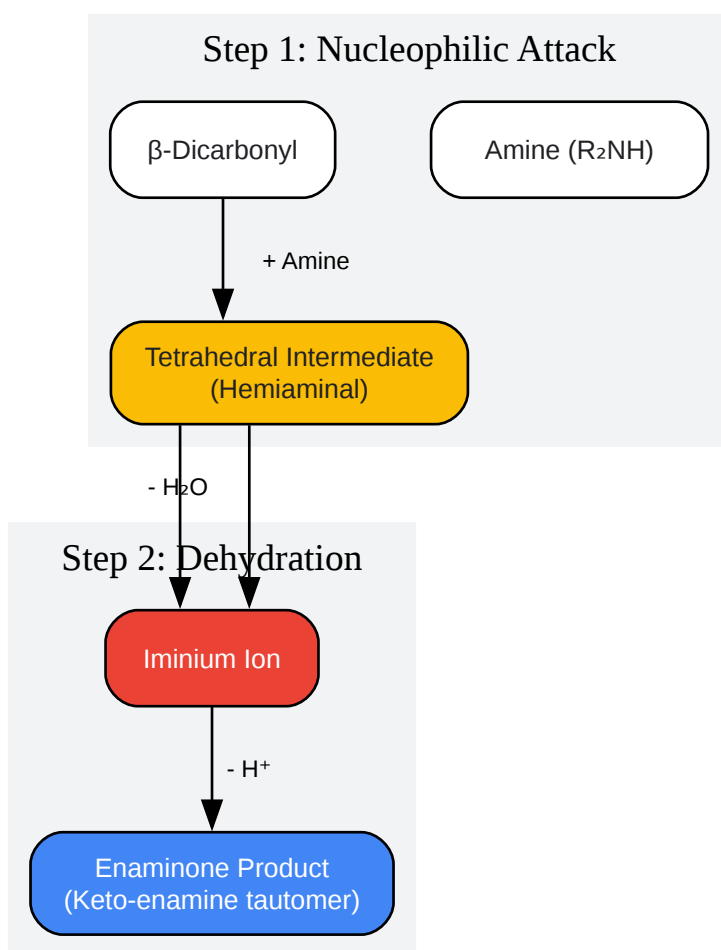 Step 1: Nucleophilic Attack
β-Dicarbonyl
Amine (R₂NH)
+ Amine
Tetrahedral Intermediate
(Hemiaminal)
- H₂O
Step 2: Dehydration
Iminium Ion
- H⁺
Enaminone Product
(Keto-enamine tautomer)